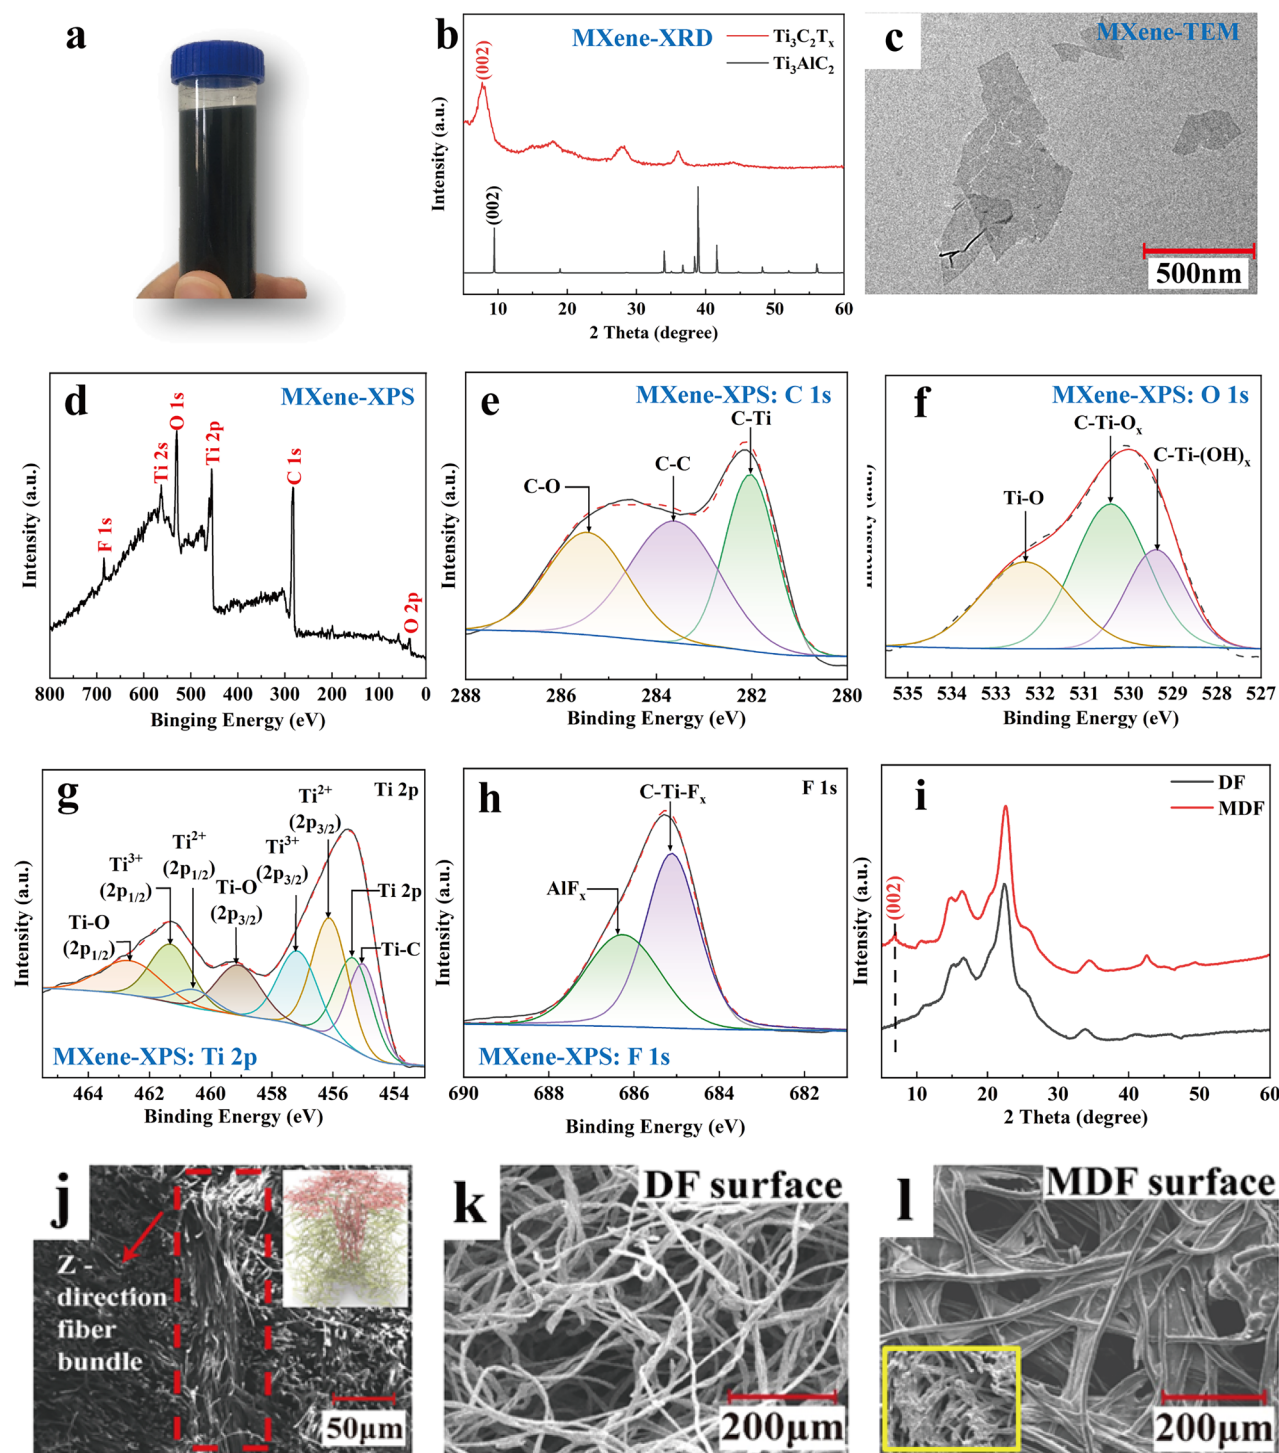 a
b
MXene-XRD
Ti₃C₂Tₓ
Ti₃AlC₂
(002)
(002)
Intensity (a.u.)
10 20 30 40 50 60
2 Theta (degree)
c
MXene-TEM
500nm
d
MXene-XPS
F 1s
Ti 2s
O 1s
Ti 2p
C 1s
O 2p
Intensity (a.u.)
800 700 600 500 400 300 200 100 0
Binging Energy (eV)
e
MXene-XPS: C 1s
C-Ti
C-C
C-O
Intensity (a.u.)
288 286 284 282 280
Binding Energy (eV)
f
MXene-XPS: O 1s
C-Ti-Oₓ
C-Ti-(OH)ₓ
Ti-O
Intensity (a.u.)
535 534 533 532 531 530 529 528 527
Binding Energy (eV)
g
Ti 2p
Ti²⁺
(2p₃/₂)
Ti²⁺
(2p₁/₂)
Ti³⁺
(2p₃/₂)
Ti³⁺
(2p₁/₂)
Ti-O
(2p₃/₂)
Ti 2p
Ti-O
(2p₁/₂)
Ti-C
MXene-XPS: Ti 2p
Intensity (a.u.)
464 462 460 458 456 454
Binding Energy (eV)
h
C-Ti-Fₓ
F 1s
AlFₓ
MXene-XPS: F 1s
Intensity (a.u.)
690 688 686 684 682
Binding Energy (eV)
i
DF
MDF
(002)
Intensity (a.u.)
10 20 30 40 50 60
2 Theta (degree)
j
Z -
direction
fiber
bundle
50μm
k
DF surface
200μm
l
MDF surface
200μm